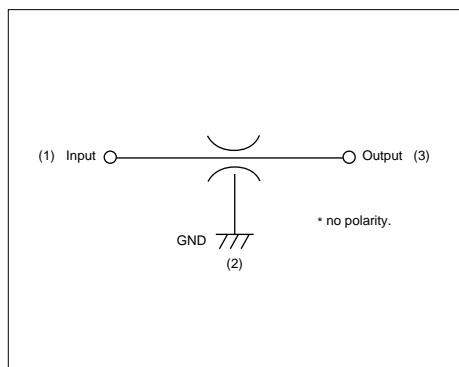 (1) Input Output (3)
* no polarity.
GND
(2)